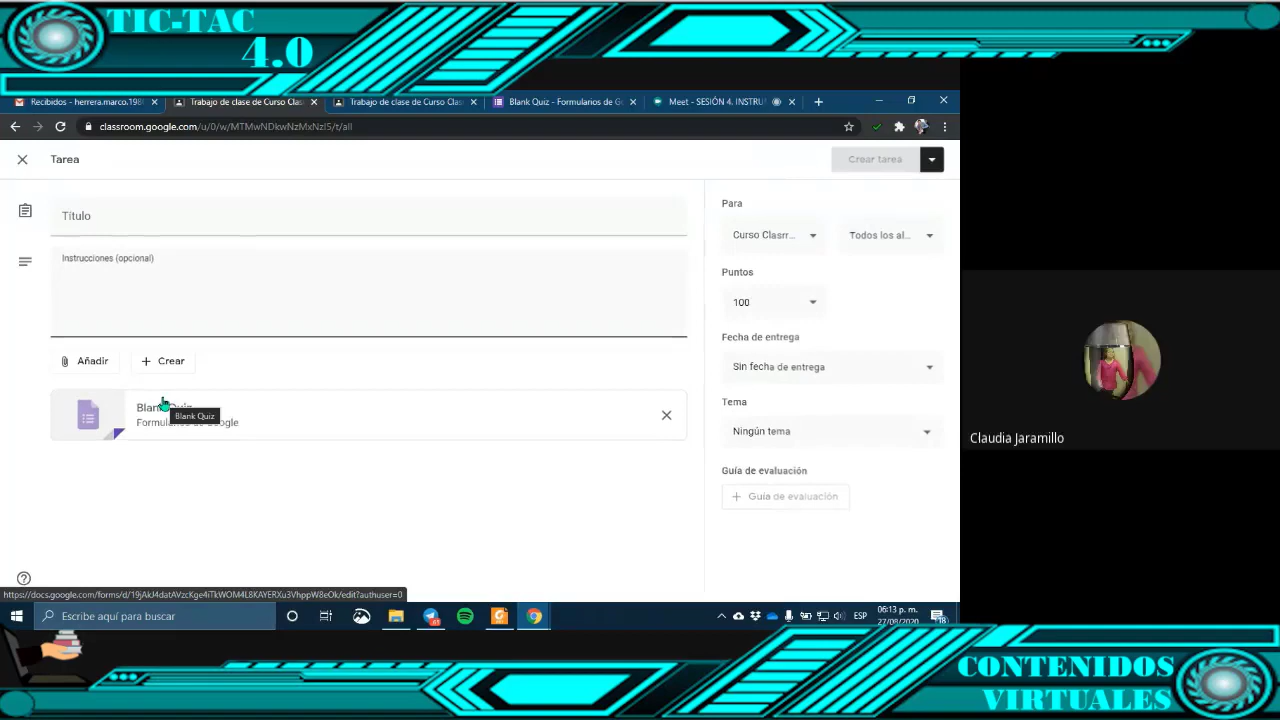 TIC-TAC
4.0
Recibidos - herrera.marco.198
Trabajo de clase de Curso Clas
Trabajo de clase de Curso Clas
Blank Quiz - Formularios de G
Meet - SESIÓN 4. INSTRU
classroom.google.com/u/0/w/MTMwNDkwNzMxNzI5/t/all
Tarea
Crear tarea
Título
Instrucciones (opcional)
Añadir
Crear
Blank Quiz
Formularios de Google
Blank Quiz
Para
Curso Clasrr...
Todos los al...
Puntos
100
Fecha de entrega
Sin fecha de entrega
Tema
Ningún tema
Guía de evaluación
Guía de evaluación
Claudia Jaramillo
https://docs.google.com/forms/d/19jAkJ4datAVzcKge4iTkWOM4L8KAYERXu3VhppW8eOk/edit?authuser=0
Escribe aquí para buscar
ESP
06:13 p. m.
27/08/2020
CONTENIDOS
VIRTUALES